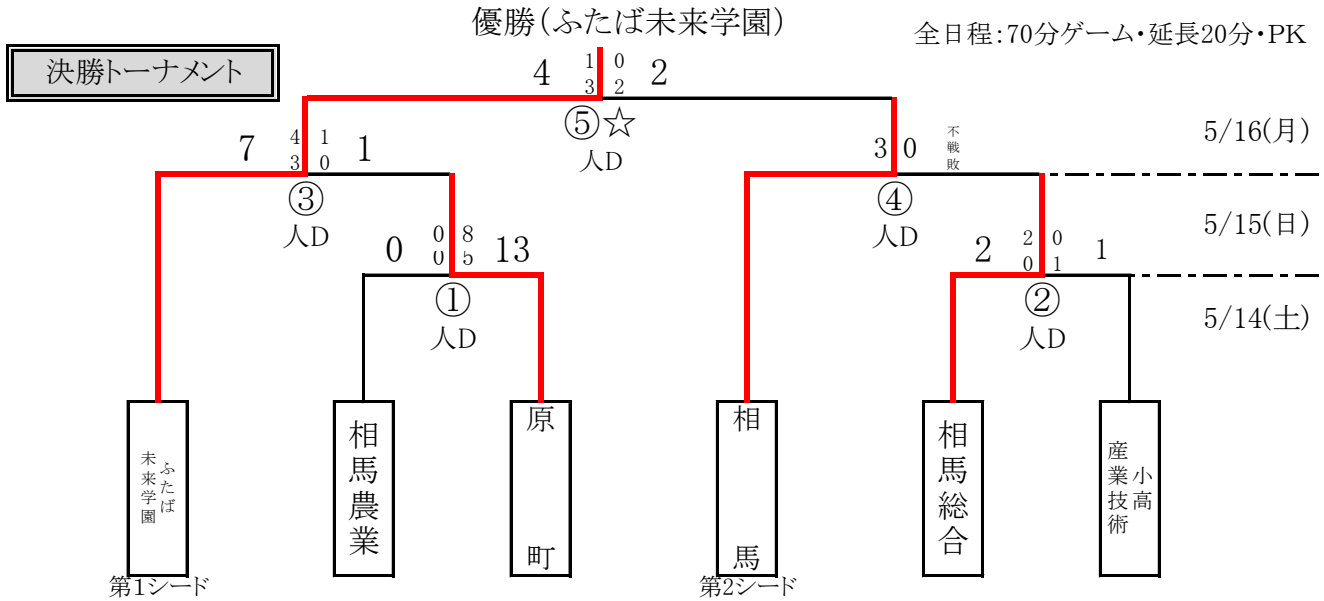 優勝(ふたば未来学園)
全日程:70分ゲーム・延長20分・PK
決勝トーナメント
4 1 0 2
3 2
⑤☆
人D
5/16(月)
7 4 1 1
3 0
③
人D
3 0 不戦敗
④
人D
5/15(日)
0 0 8 13
0 5
①
人D
2 2 0 1
0 1
②
人D
5/14(土)
ふたば
未来学園
相馬農業
原町
相馬
相馬総合
小高
産業技術
第1シード
第2シード